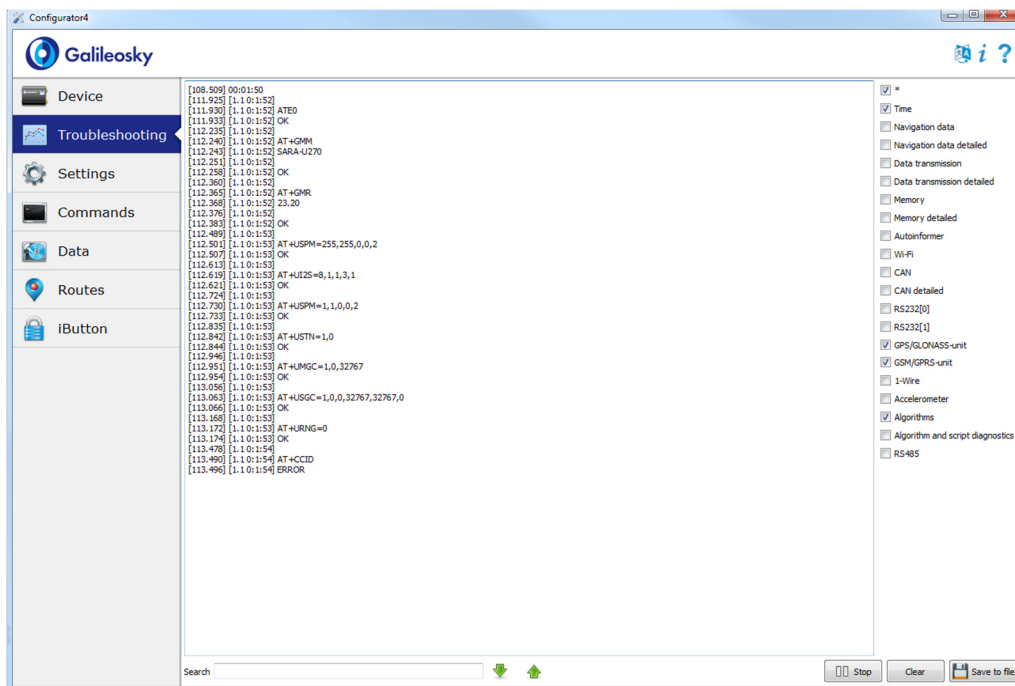 Configurator4
Galileosky
Device
Troubleshooting
Settings
Commands
Data
Routes
iButton
[108.509] 00:01:50
[111.925] [1.1 0:1:52]
[111.930] [1.1 0:1:52] ATE0
[111.933] [1.1 0:1:52] OK
[112.235] [1.1 0:1:52]
[112.240] [1.1 0:1:52] AT+GMM
[112.243] [1.1 0:1:52] SARA-U270
[112.251] [1.1 0:1:52]
[112.258] [1.1 0:1:52] OK
[112.360] [1.1 0:1:52]
[112.365] [1.1 0:1:52] AT+GMR
[112.368] [1.1 0:1:52] 23.20
[112.376] [1.1 0:1:52]
[112.383] [1.1 0:1:52] OK
[112.489] [1.1 0:1:53]
[112.501] [1.1 0:1:53] AT+USPM=255,255,0,0,2
[112.507] [1.1 0:1:53] OK
[112.613] [1.1 0:1:53]
[112.619] [1.1 0:1:53] AT+UI2S=8,1,1,3,1
[112.621] [1.1 0:1:53] OK
[112.724] [1.1 0:1:53]
[112.730] [1.1 0:1:53] AT+USPM=1,1,0,0,2
[112.733] [1.1 0:1:53] OK
[112.835] [1.1 0:1:53]
[112.842] [1.1 0:1:53] AT+USTN=1,0
[112.844] [1.1 0:1:53] OK
[112.946] [1.1 0:1:53]
[112.951] [1.1 0:1:53] AT+UMGC=1,0,32767
[112.954] [1.1 0:1:53] OK
[113.056] [1.1 0:1:53]
[113.063] [1.1 0:1:53] AT+USGC=1,0,0,32767,32767,0
[113.066] [1.1 0:1:53] OK
[113.168] [1.1 0:1:53]
[113.172] [1.1 0:1:53] AT+URNG=0
[113.174] [1.1 0:1:53] OK
[113.478] [1.1 0:1:54]
[113.490] [1.1 0:1:54] AT+CCID
[113.496] [1.1 0:1:54] ERROR
*
Time
Navigation data
Navigation data detailed
Data transmission
Data transmission detailed
Memory
Memory detailed
Autoinformer
Wi-Fi
CAN
CAN detailed
RS232[0]
RS232[1]
GPS/GLONASS-unit
GSM/GPRS-unit
1-Wire
Accelerometer
Algorithms
Algorithm and script diagnostics
RS485
Search
Stop
Clear
Save to file